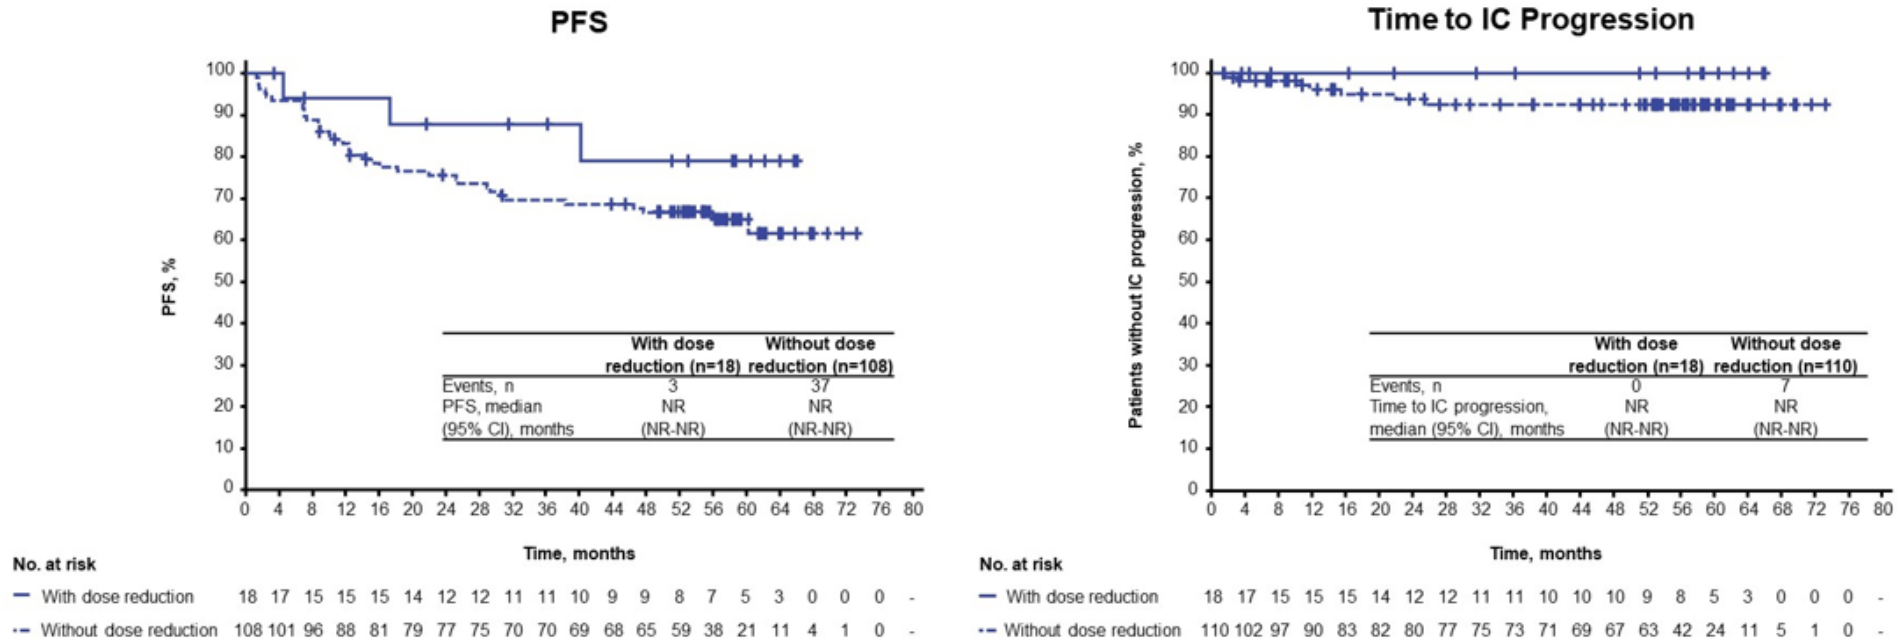 PFS
PFS, %
100
90
80
70
60
50
40
30
20
10
0
With dose Without dose
reduction (n=18) reduction (n=108)
Events, n 3 37
PFS, median NR NR
(95% CI), months (NR-NR) (NR-NR)
0 4 8 12 16 20 24 28 32 36 40 44 48 52 56 60 64 68 72 76 80
Time, months
No. at risk
With dose reduction 18 17 15 15 15 14 12 12 11 11 10 9 9 8 7 5 3 0 0 0 -
Without dose reduction 108 101 96 88 81 79 77 75 70 70 69 68 65 59 38 21 11 4 1 0 -
Time to IC Progression
Patients without IC progression, %
100
90
80
70
60
50
40
30
20
10
0
With dose Without dose
reduction (n=18) reduction (n=110)
Events, n 0 7
Time to IC progression, NR NR
median (95% CI), months (NR-NR) (NR-NR)
0 4 8 12 16 20 24 28 32 36 40 44 48 52 56 60 64 68 72 76 80
Time, months
No. at risk
With dose reduction 18 17 15 15 15 14 12 12 11 11 10 10 10 9 8 5 3 0 0 0 -
Without dose reduction 110 102 97 90 83 82 80 77 75 73 71 69 67 63 42 24 11 5 1 0 -